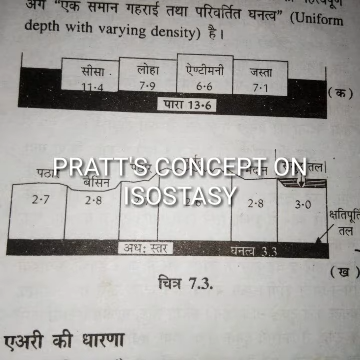 अंग "एक समान गहराई तथा परिवर्तित घनत्व" (Uniform
depth with varying density) है।
सीसा लोहा ऐण्टीमनी जस्ता
11·4 7·9 6·6 7·1
(क)
पारा 13·6
PRATT'S CONCEPT ON
ISOSTASY
बेसिन
2·7 2·8 2·8 3·0
क्षतिपूर्ति
तल
अधः स्तर घनत्व 3.3
(ख)
चित्र 7.3.
एअरी की धारणा